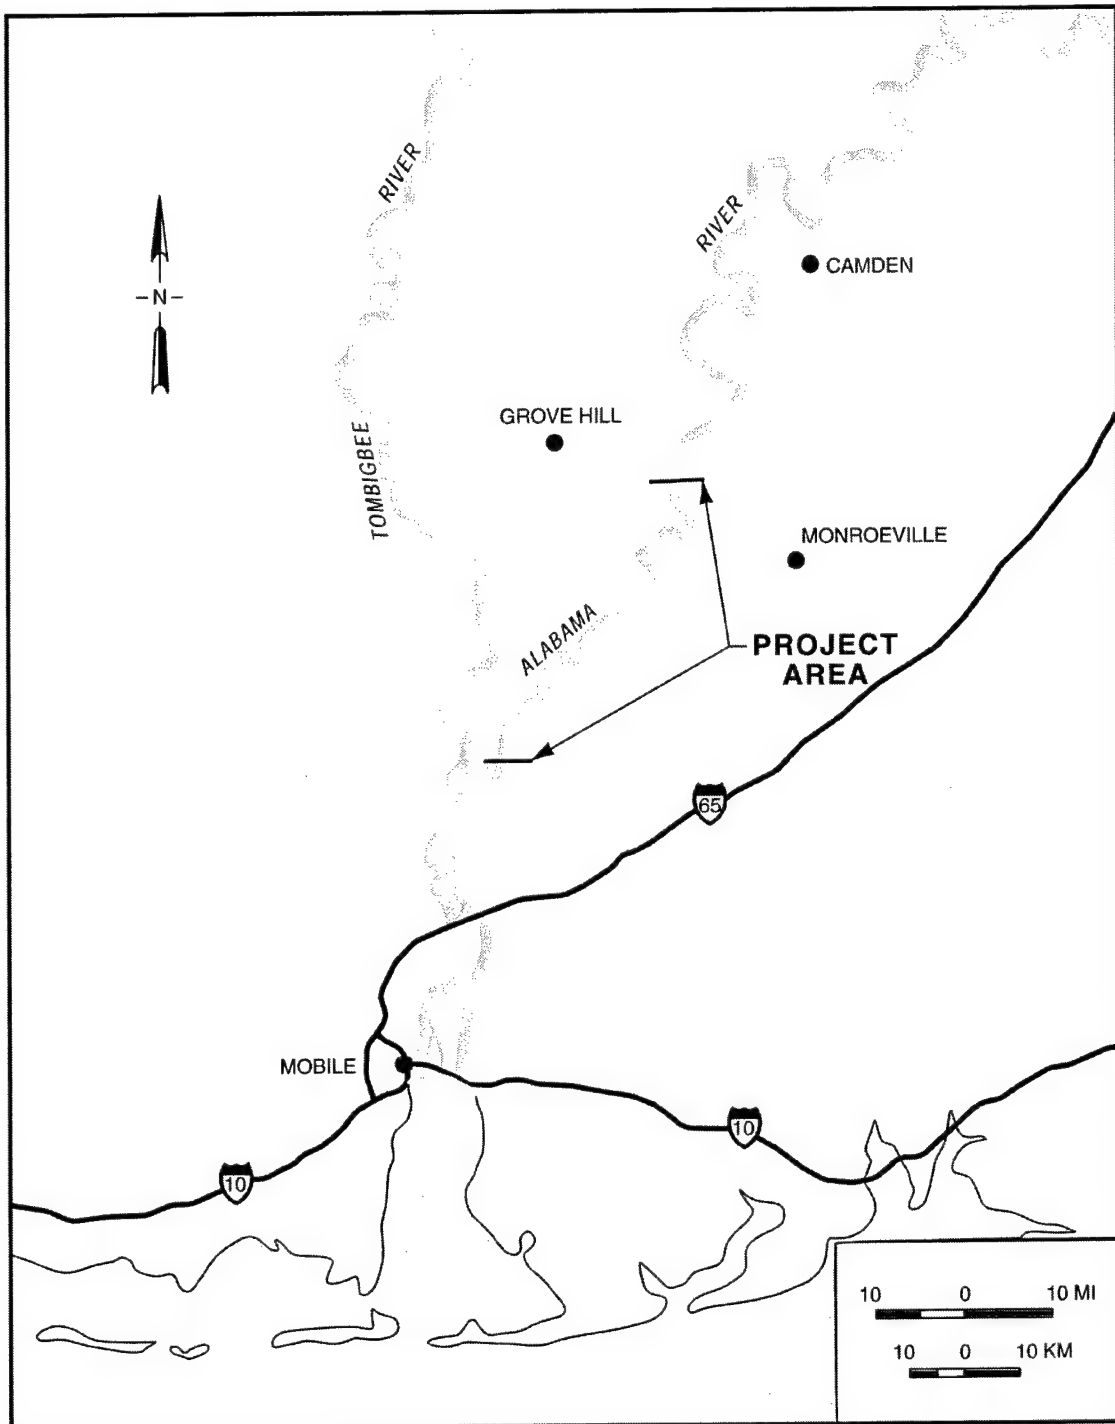 RIVER
RIVER
CAMDEN
-N-
GROVE HILL
TOMBIGBEE
MONROEVILLE
ALABAMA
PROJECT
AREA
65
MOBILE
10
10
10 0 10 MI
10 0 10 KM